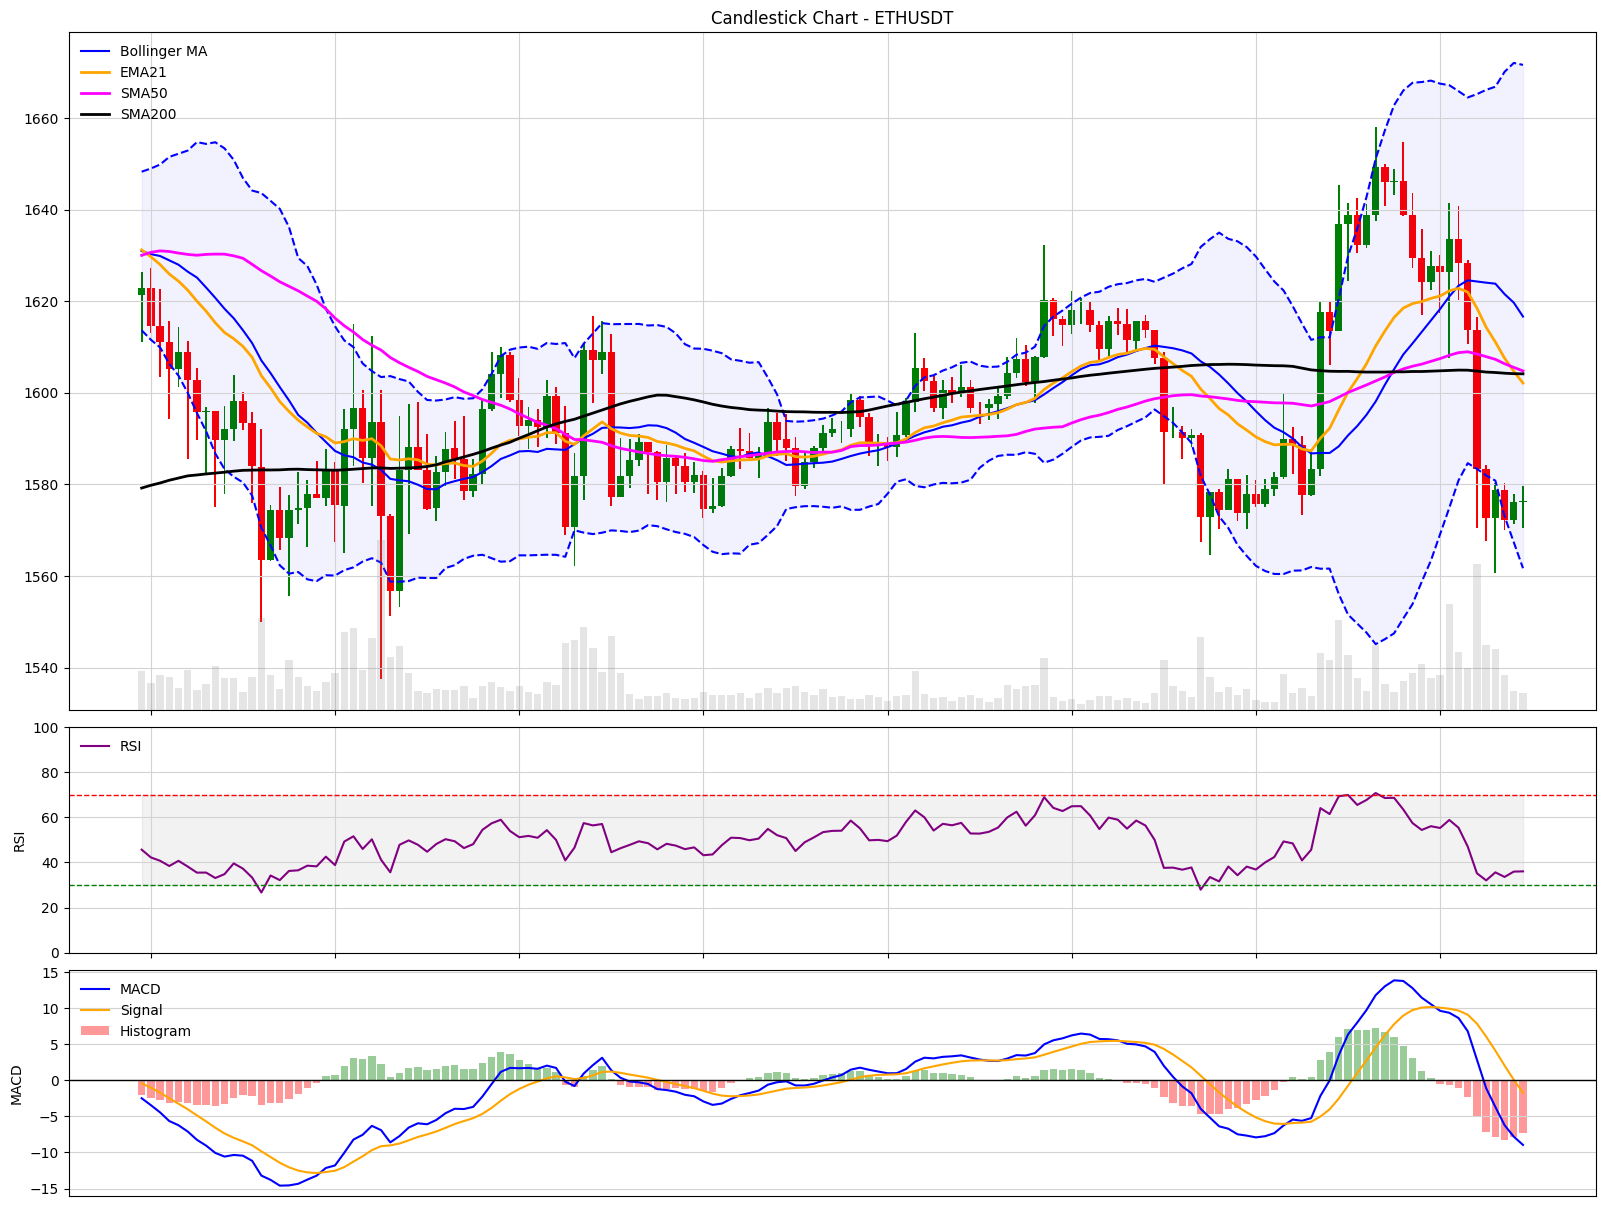 Candlestick Chart - ETHUSDT
Bollinger MA
EMA21
SMA50
SMA200
1660
1640
1620
1600
1580
1560
1540
RSI
100
80
60
40
20
0
RSI
MACD
Signal
Histogram
15
10
5
0
−5
−10
−15
MACD